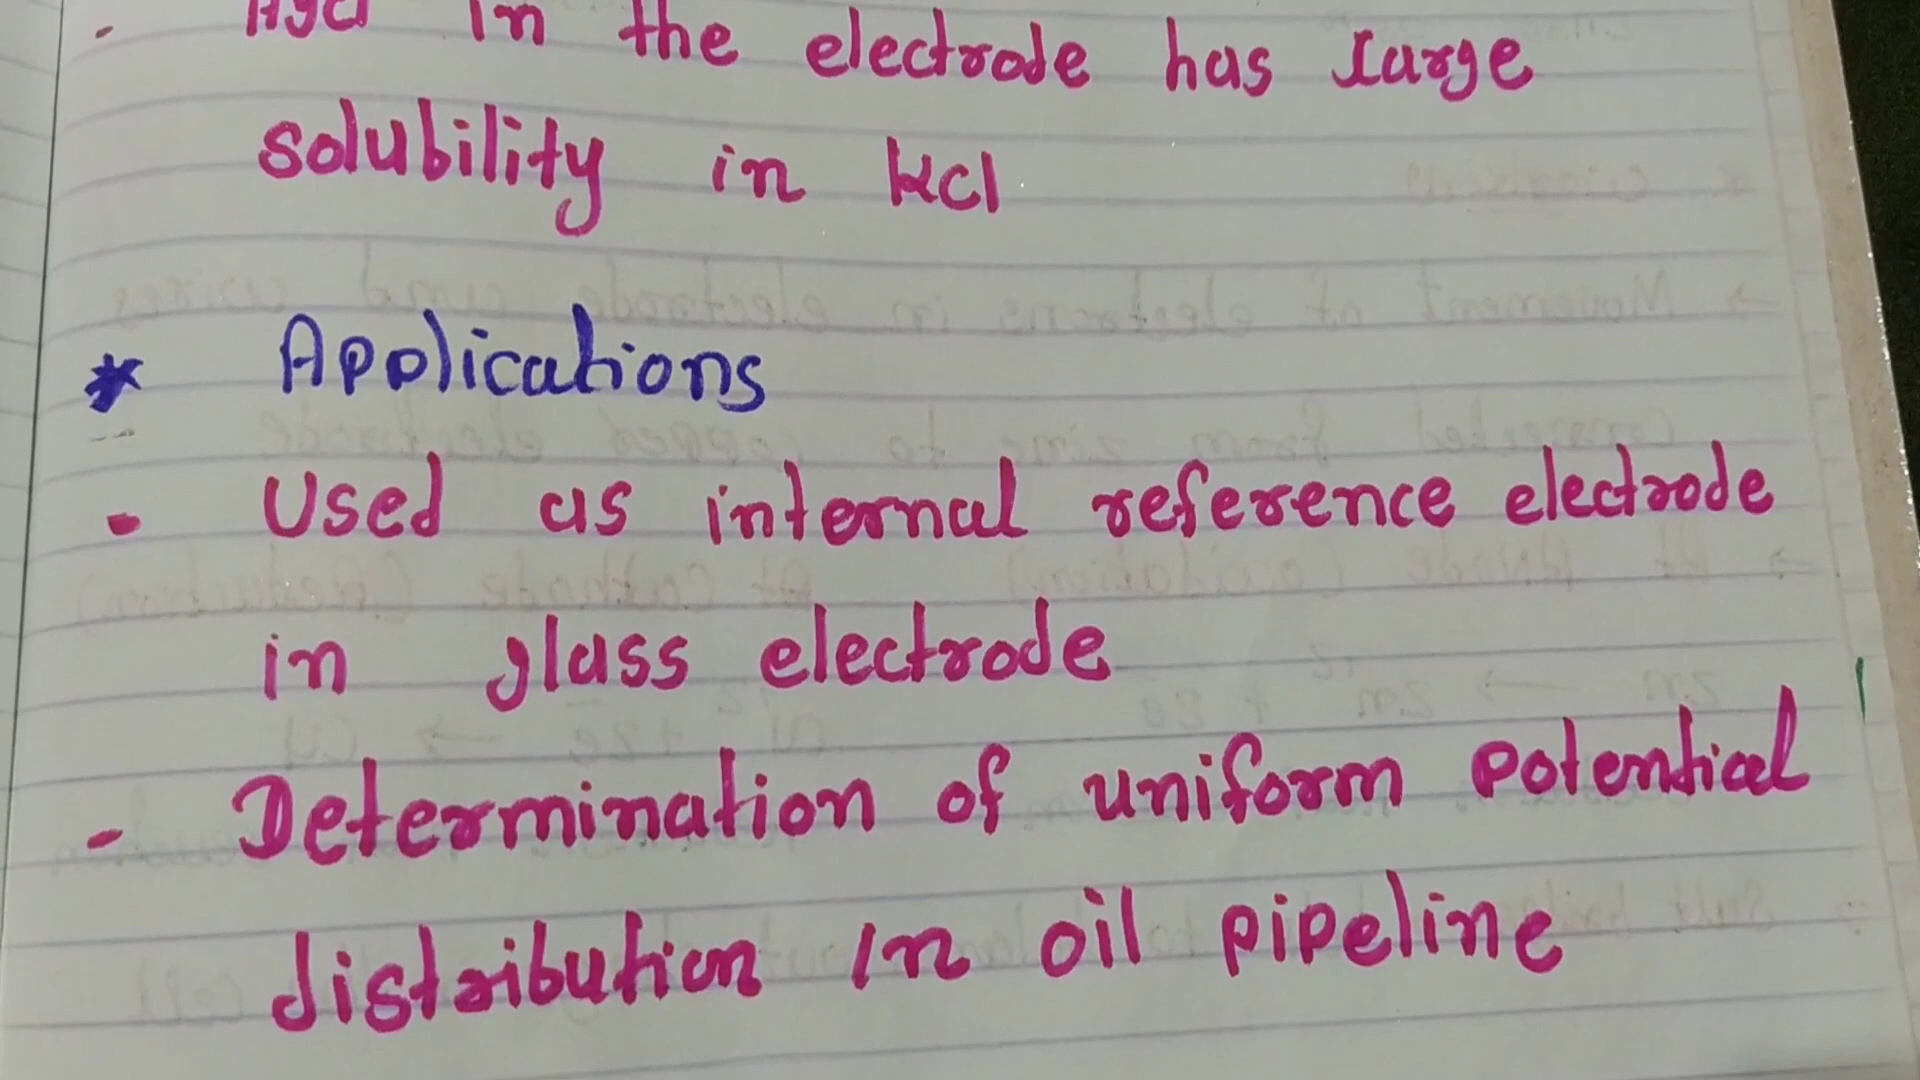 - AgCl in the electrode has large
solubility in kcl
* Applications
- Used as internal reference electrode
in glass electrode
- Determination of uniform potential
distribution In oil pipeline